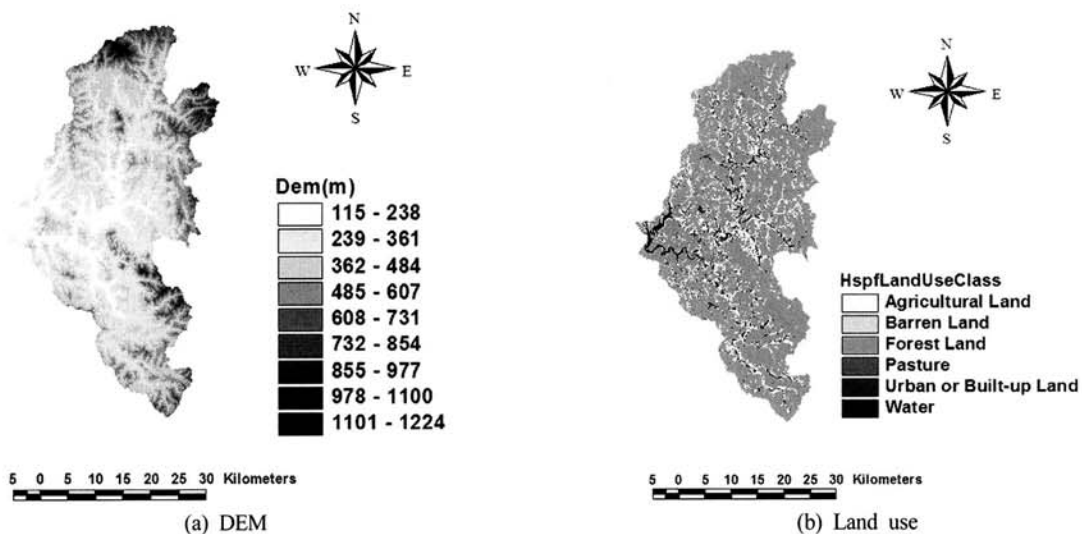 N
W E
S
Dem(m)
115 - 238
239 - 361
362 - 484
485 - 607
608 - 731
732 - 854
855 - 977
978 - 1100
1101 - 1224
5 0 5 10 15 20 25 30 Kilometers
(a) DEM
N
W E
S
HspfLandUseClass
Agricultural Land
Barren Land
Forest Land
Pasture
Urban or Built-up Land
Water
5 0 5 10 15 20 25 30 Kilometers
(b) Land use